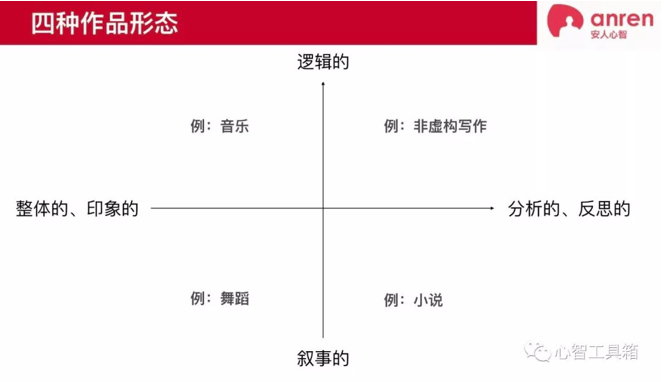 四种作品形态
anren
安人心智
逻辑的
例：音乐
例：非虚构写作
整体的、印象的
分析的、反思的
例：舞蹈
例：小说
心智工具箱
叙事的